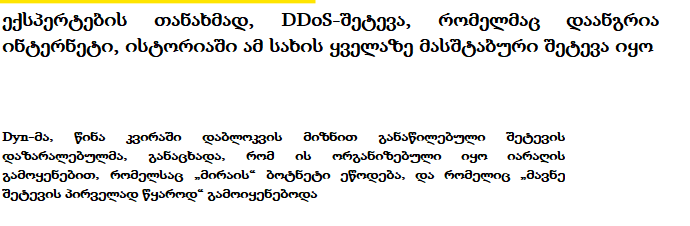 ექსპერტების თანახმად, DDoS-შეტევა, რომელმაც დაანგრია
ინტერნეტი, ისტორიაში ამ სახის ყველაზე მასშტაბური შეტევა იყო
Dyn-მა, წინა კვირაში დაბლოკვის მიზნით განაწილებული შეტევის
დაზარალებულმა, განაცხადა, რომ ის ორგანიზებული იყო იარაღის
გამოყენებით, რომელსაც „მირაის“ ბოტნეტი ეწოდება, და რომელიც „მავნე
შეტევის პირველად წყაროდ“ გამოიყენებოდა